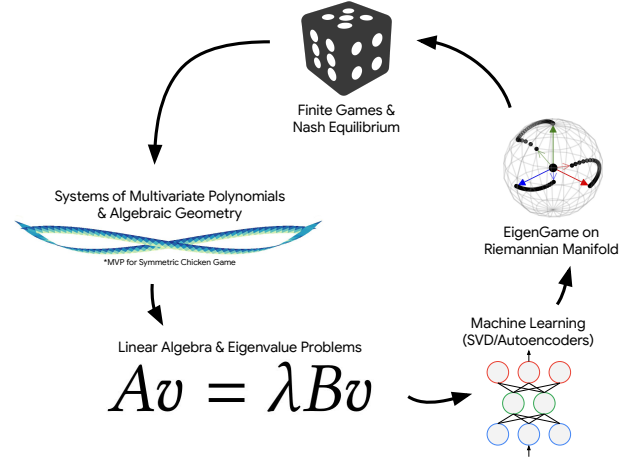 Finite Games &
Nash Equilibrium
Systems of Multivariate Polynomials
& Algebraic Geometry
*MVP for Symmetric Chicken Game
EigenGame on
Riemannian Manifold
Linear Algebra & Eigenvalue Problems
Av = λBv
Machine Learning
(SVD/Autoencoders)